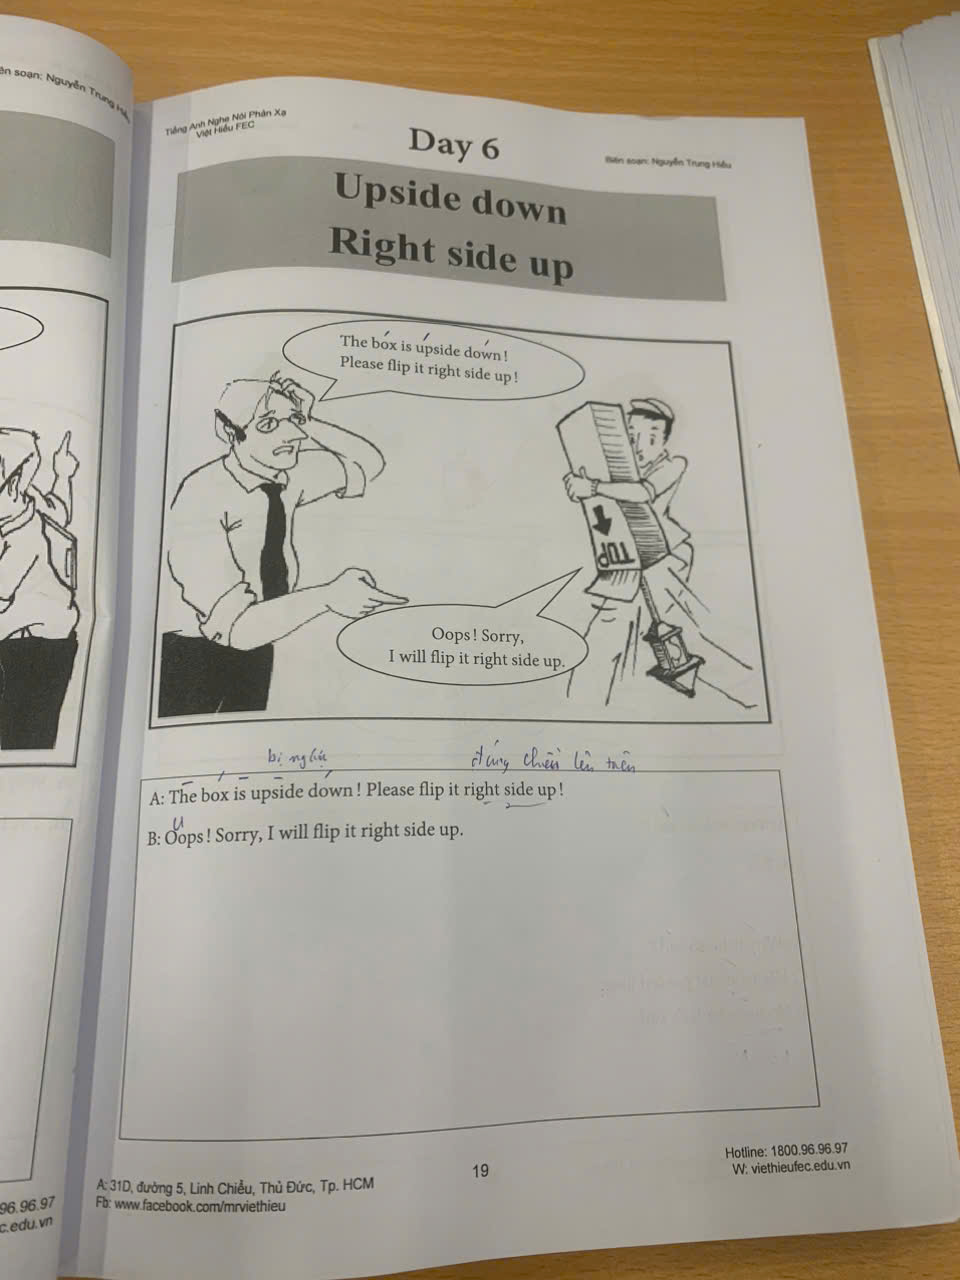 ên soạn: Nguyễn Trung Hiếu
Tiếng Anh Nghe Nói Phản Xạ
Việt Hiếu FEC
Biên soạn: Nguyễn Trung Hiếu
Day 6
Upside down
Right side up
The box is upside down!
Please flip it right side up!
TOP
Oops! Sorry,
I will flip it right side up.
bị ngược
đúng chiều lên trên
A: The box is upside down! Please flip it right side up!
u
B: Oops! Sorry, I will flip it right side up.
19
A: 31D, đường 5, Linh Chiểu, Thủ Đức, Tp. HCM
Fb: www.facebook.com/mrviethieu
Hotline: 1800.96.96.97
W: viethieufec.edu.vn
96.96.97
c.edu.vn